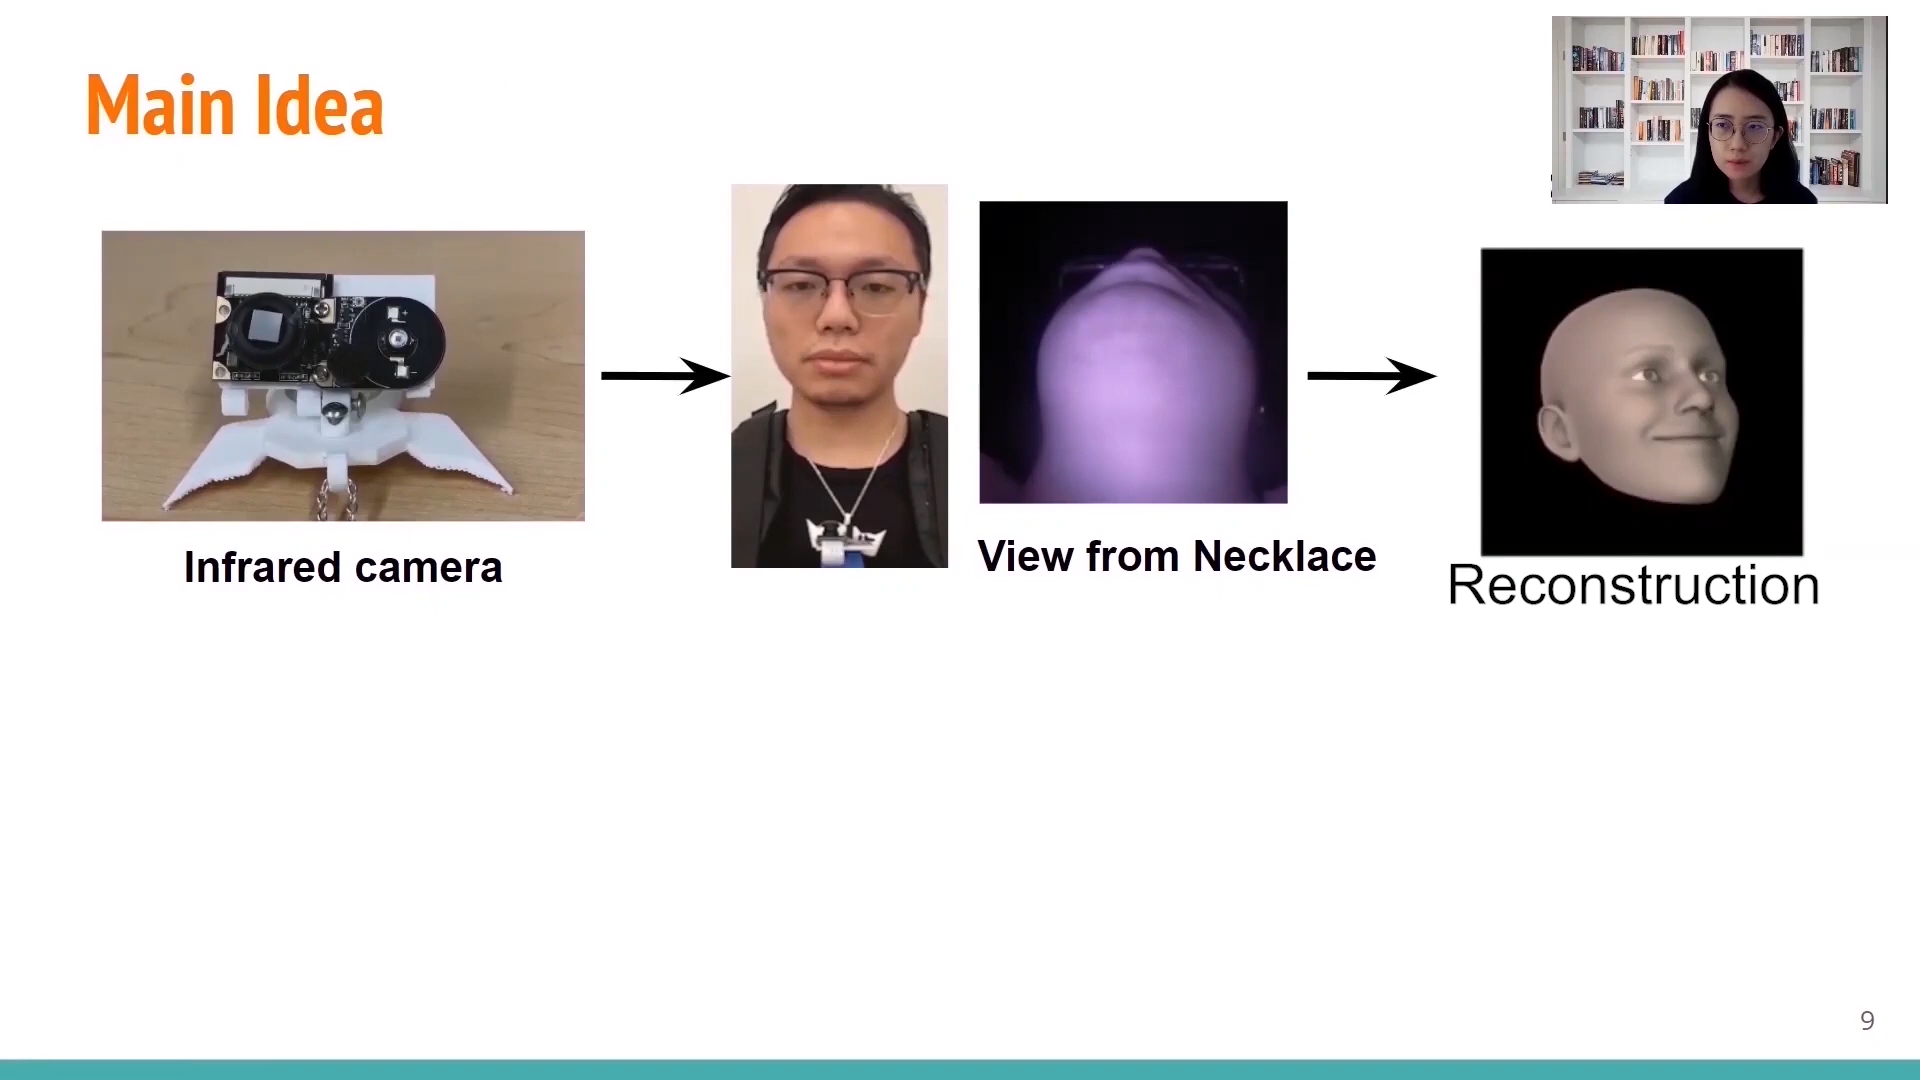 Main Idea
Infrared camera
View from Necklace
Reconstruction
9